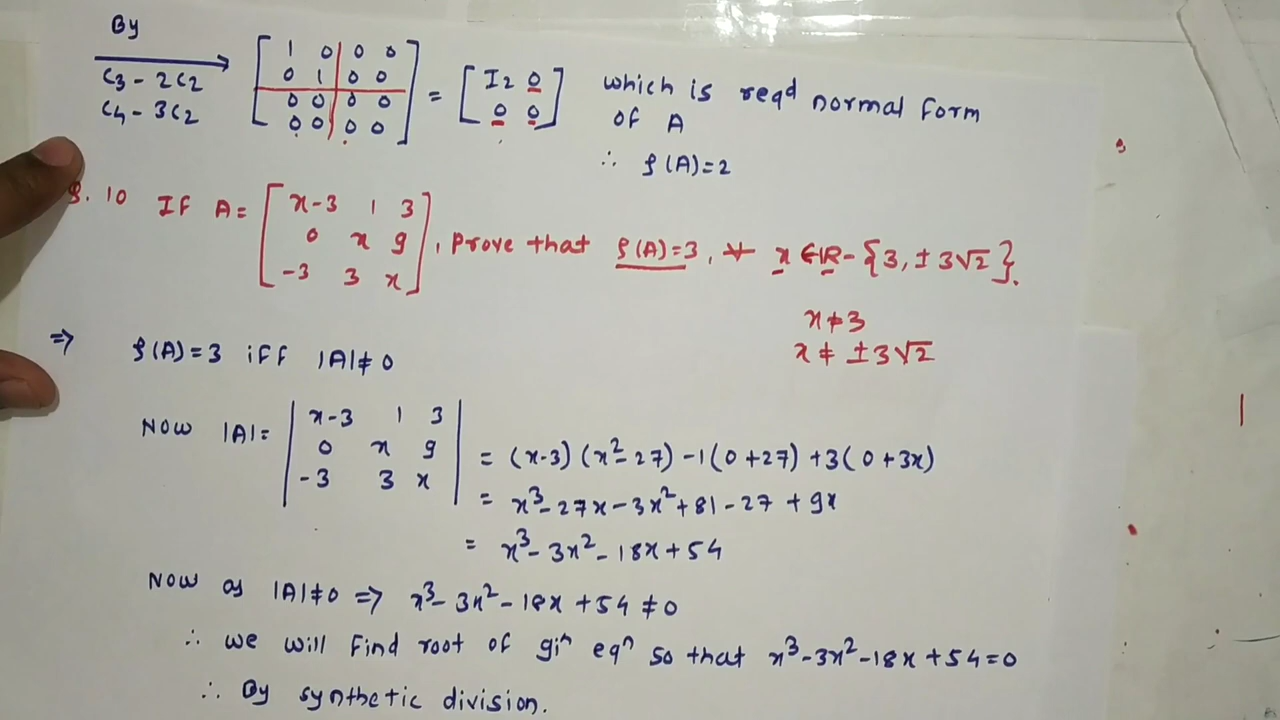 By
C3 - 2C2
C4 - 3C2
[ 1 0 0 0
0 1 0 0
0 0 0 0
0 0 0 0 ] = [ I2 0
0 0 ] which is reqd normal form
of A
∴ ρ(A)=2
Q. 10 If A= [ x-3 1 3
0 x 9
-3 3 x ], prove that ρ(A)=3, ∀ x ∈ R - {3, ± 3√2}.
x ≠ 3
x ≠ ± 3√2
⇒ ρ(A)=3 iff |A| ≠ 0
Now |A| = | x-3 1 3
0 x 9
-3 3 x | = (x-3) (x²-27) -1(0+27) +3(0+3x)
= x³-27x-3x²+81-27+9x
= x³-3x²-18x+54
Now as |A|≠0 ⇒ x³-3x²-18x+54≠0
∴ we will find root of giⁿ eqⁿ so that x³-3x²-18x+54=0
∴ By synthetic division.